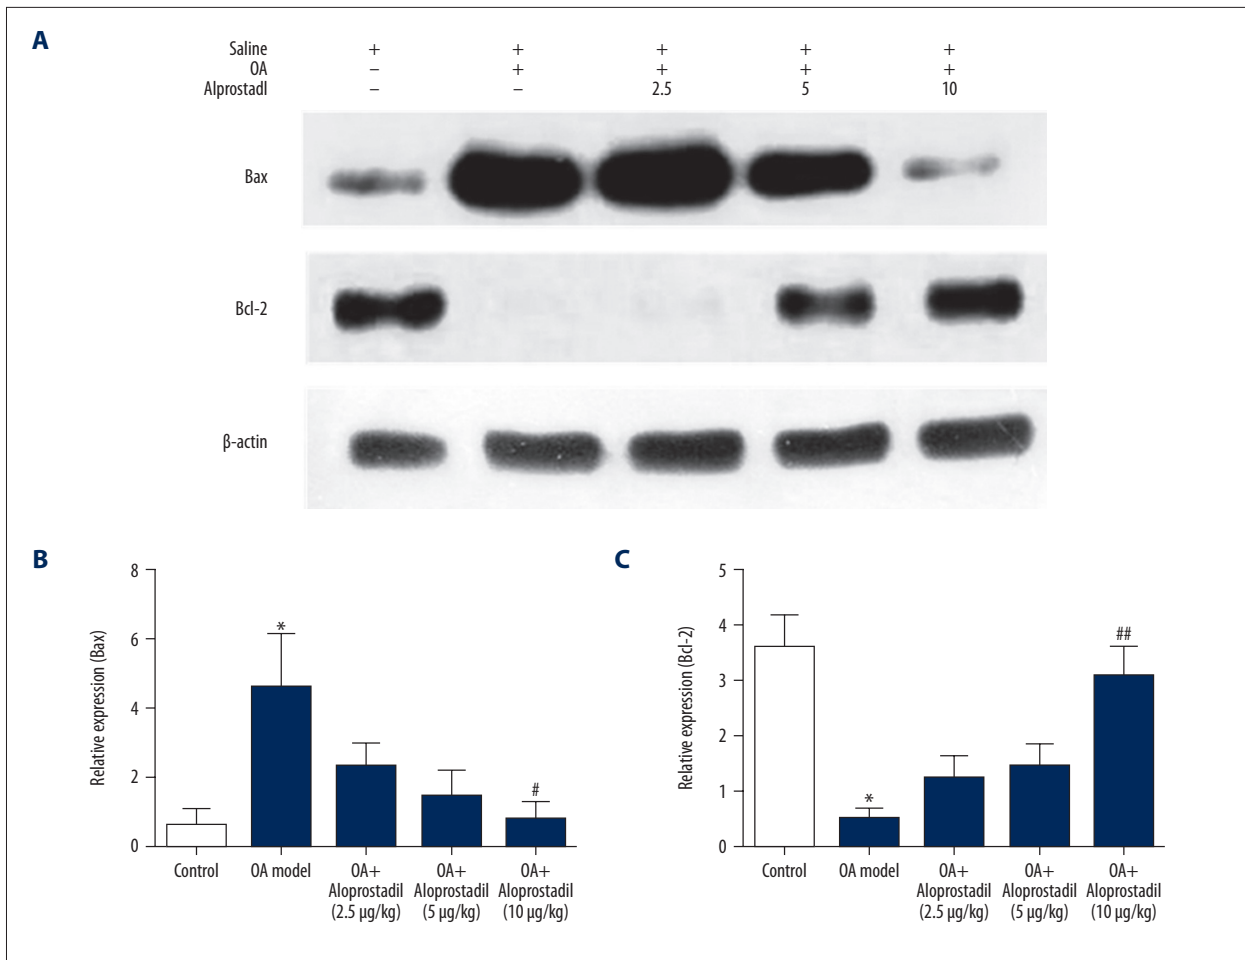 A
Saline + + + + +
OA – + + + +
Alprostadl – – 2.5 5 10
Bax
Bcl-2
β-actin
B
Relative expression (Bax)
8
6
4
2
0
*
#
Control
OA model
OA+
Aloprostadil
(2.5 μg/kg)
OA+
Aloprostadil
(5 μg/kg)
OA+
Aloprostadil
(10 μg/kg)
C
Relative expression (Bcl-2)
5
4
3
2
1
0
*
##
Control
OA model
OA+
Aloprostadil
(2.5 μg/kg)
OA+
Aloprostadil
(5 μg/kg)
OA+
Aloprostadil
(10 μg/kg)